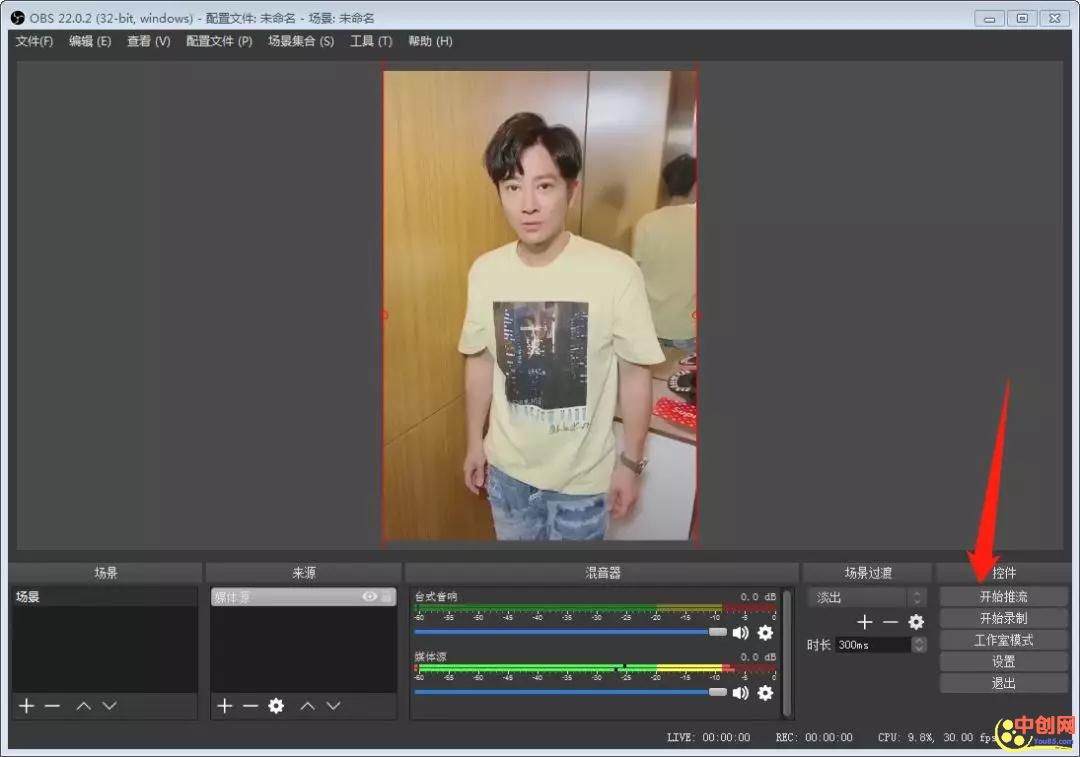 OBS 22.0.2 (32-bit, windows) - 配置文件: 未命名 - 场景: 未命名
文件(F) 编辑 (E) 查看 (V) 配置文件 (P) 场景集合 (S) 工具 (T) 帮助 (H)
supr
场景 来源 混音器 场景过渡 控件
场景
媒体源
台式音响 0.0 dB
-60 -55 -50 -45 -40 -35 -30 -25 -20 -15 -10 -5 0
媒体源 0.0 dB
-60 -55 -50 -45 -40 -35 -30 -25 -20 -15 -10 -5 0
淡出
时长 300ms
开始推流
开始录制
工作室模式
设置
退出
LIVE: 00:00:00 REC: 00:00:00 CPU: 9.8%, 30.00 fps
中创网
You85.com